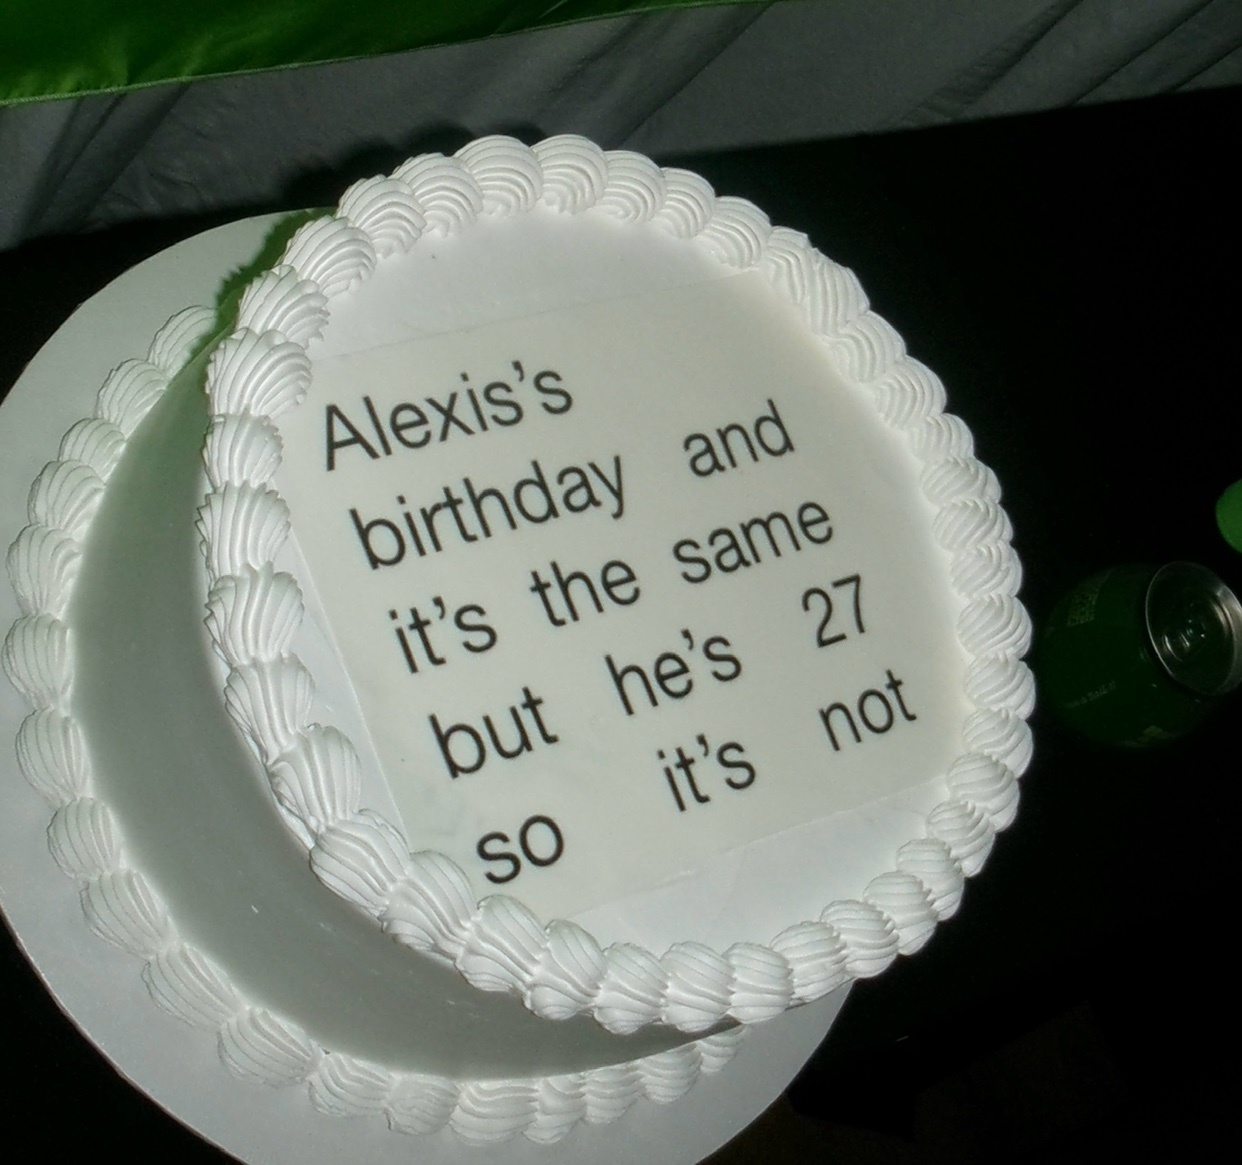 Alexis's
birthday and
it's the same
but he's 27
so it's not